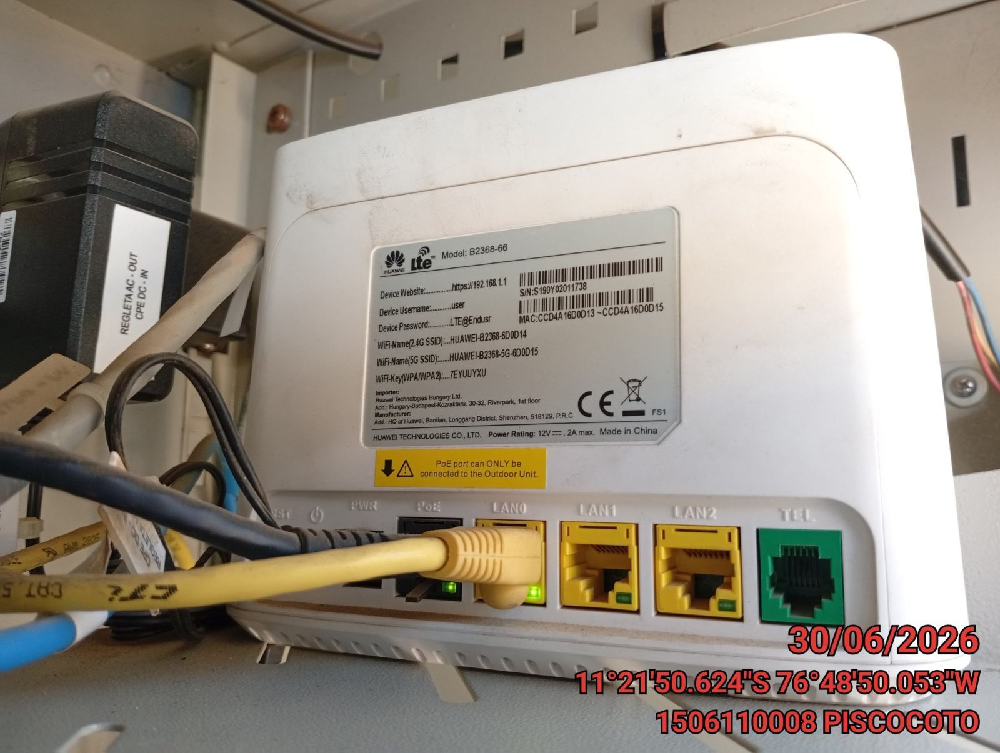 REGLETA AC - OUT
CPE DC - IN
HUAWEI
LTE™
Model: B2368-66
Device Website:................https://192.168.1.1
Device Username:............user
Device Password:............LTE@Endusr
WiFi-Name(2.4G SSID):...HUAWEI-B2368-6D0D14
WiFi-Name(5G SSID):......HUAWEI-B2368-5G-6D0D15
WiFi-Key(WPA/WPA2):....7EYUUYXU
S/N:S190Y02011738
MAC:CCD4A16D0D13 ~CCD4A16D0D15
Importer:
Huawei Technologies Hungary Ltd.
Add.: Hungary-Budapest-Kozraktaru. 30-32, Riverpark, 1st floor
Manufacturer:
Add.: HQ of Huawei, Bantian, Longgang District, Shenzhen, 518129, P.R.C
CE
FS1
HUAWEI TECHNOLOGIES CO., LTD. Power Rating: 12V⎓, 2A max. Made in China
PoE port can ONLY be
connected to the Outdoor Unit.
RST PWR PoE LAN0 LAN1 LAN2 TEL
CAT.5
30/06/2026
11°21'50.624"S 76°48'50.053"W
1506110008 PISCOCOTO